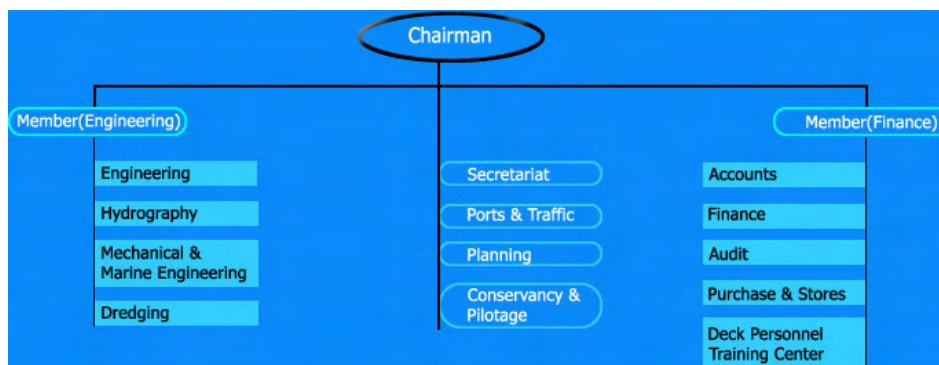 Chairman
Member(Engineering)
Member(Finance)
Engineering
Hydrography
Mechanical &
Marine Engineering
Dredging
Secretariat
Ports & Traffic
Planning
Conservancy &
Pilotage
Accounts
Finance
Audit
Purchase & Stores
Deck Personnel
Training Center